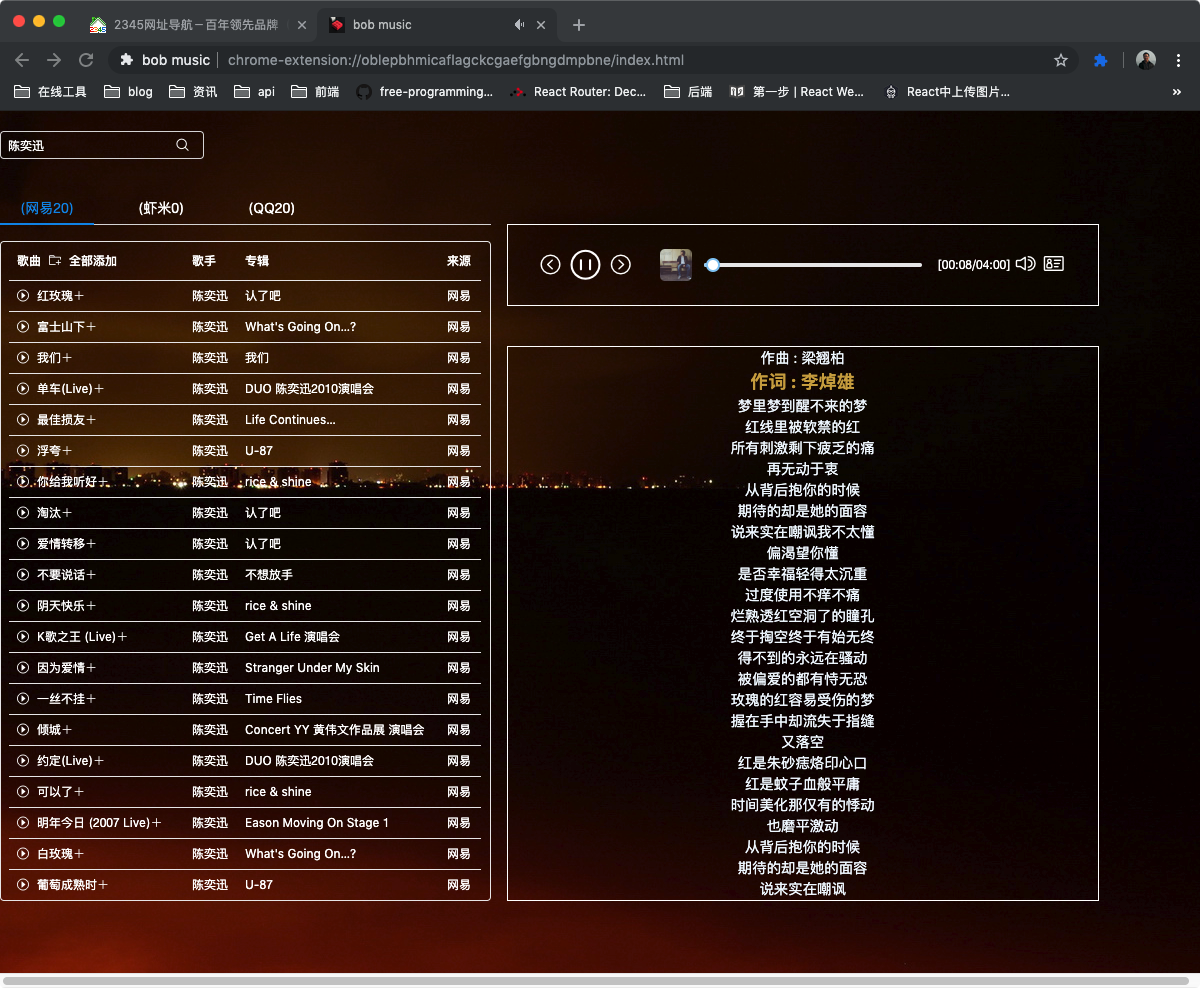 2345网址导航－百年领先品牌
bob music
bob music
chrome-extension://oblepbhmicaflagckcgaefgbngdmpbne/index.html
在线工具
blog
资讯
api
前端
free-programming...
React Router: Dec...
后端
第一步 | React We...
React中上传图片...
»
陈奕迅
(网易20)
(虾米0)
(QQ20)
歌曲 全部添加 歌手 专辑 来源
红玫瑰+ 陈奕迅 认了吧 网易
富士山下+ 陈奕迅 What's Going On...? 网易
我们+ 陈奕迅 我们 网易
单车(Live)+ 陈奕迅 DUO 陈奕迅2010演唱会 网易
最佳损友+ 陈奕迅 Life Continues... 网易
浮夸+ 陈奕迅 U-87 网易
你给我听好+ 陈奕迅 rice & shine 网易
淘汰+ 陈奕迅 认了吧 网易
爱情转移+ 陈奕迅 认了吧 网易
不要说话+ 陈奕迅 不想放手 网易
阴天快乐+ 陈奕迅 rice & shine 网易
K歌之王 (Live)+ 陈奕迅 Get A Life 演唱会 网易
因为爱情+ 陈奕迅 Stranger Under My Skin 网易
一丝不挂+ 陈奕迅 Time Flies 网易
倾城+ 陈奕迅 Concert YY 黄伟文作品展 演唱会 网易
约定(Live)+ 陈奕迅 DUO 陈奕迅2010演唱会 网易
可以了+ 陈奕迅 rice & shine 网易
明年今日 (2007 Live)+ 陈奕迅 Eason Moving On Stage 1 网易
白玫瑰+ 陈奕迅 What's Going On...? 网易
葡萄成熟时+ 陈奕迅 U-87 网易
[00:08/04:00]
作曲 : 梁翘柏
作词 : 李焯雄
梦里梦到醒不来的梦
红线里被软禁的红
所有刺激剩下疲乏的痛
再无动于衷
从背后抱你的时候
期待的却是她的面容
说来实在嘲讽我不太懂
偏渴望你懂
是否幸福轻得太沉重
过度使用不痒不痛
烂熟透红空洞了的瞳孔
终于掏空终于有始无终
得不到的永远在骚动
被偏爱的都有恃无恐
玫瑰的红容易受伤的梦
握在手中却流失于指缝
又落空
红是朱砂痣烙印心口
红是蚊子血般平庸
时间美化那仅有的悸动
也磨平激动
从背后抱你的时候
期待的却是她的面容
说来实在嘲讽